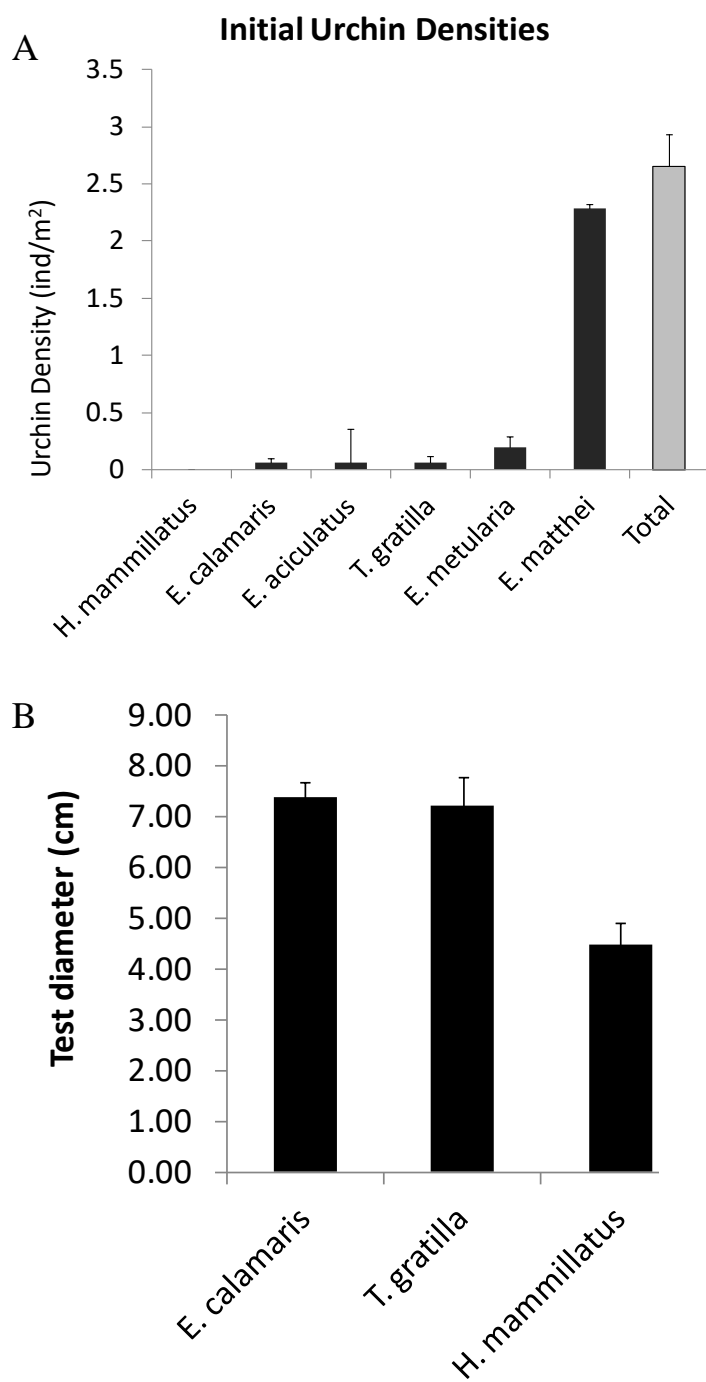 A
Initial Urchin Densities
Urchin Density (ind/m²)
3.5
3
2.5
2
1.5
1
0.5
0
H. mammillatus
E. calamaris
E. aciculatus
T. gratilla
E. metularia
E. matthei
Total
B
Test diameter (cm)
9.00
8.00
7.00
6.00
5.00
4.00
3.00
2.00
1.00
0.00
E. calamaris
T. gratilla
H. mammillatus